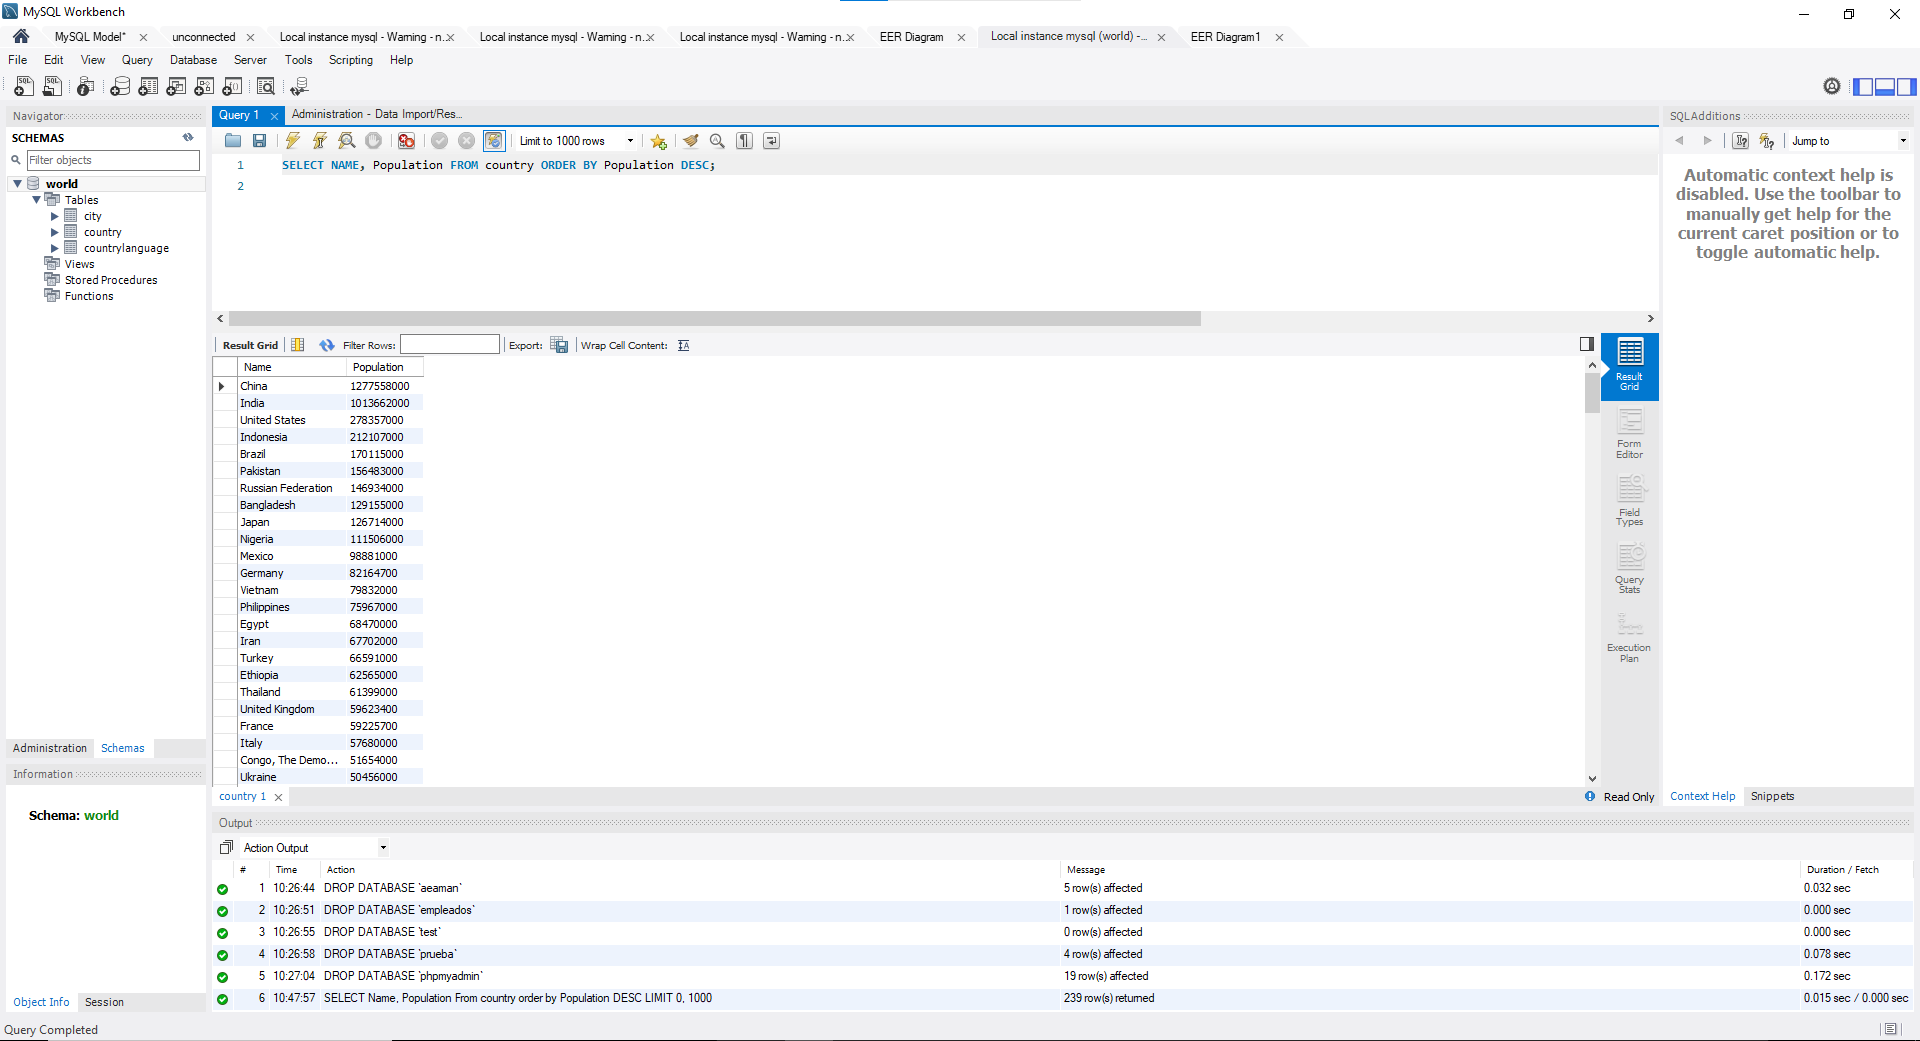 MySQL Workbench
MySQL Model*
unconnected
Local instance mysql - Warning - n...
Local instance mysql - Warning - n...
Local instance mysql - Warning - n...
EER Diagram
Local instance mysql (world) -...
EER Diagram1
File Edit View Query Database Server Tools Scripting Help
Navigator
SCHEMAS
Filter objects
world
Tables
city
country
countrylanguage
Views
Stored Procedures
Functions
Administration Schemas
Information
Schema: world
Object Info Session
Query 1
Administration - Data Import/Res...
Limit to 1000 rows
1 SELECT NAME, Population FROM country ORDER BY Population DESC;
2
Result Grid Filter Rows: Export: Wrap Cell Content:
Name Population
China 1277558000
India 1013662000
United States 278357000
Indonesia 212107000
Brazil 170115000
Pakistan 156483000
Russian Federation 146934000
Bangladesh 129155000
Japan 126714000
Nigeria 111506000
Mexico 98881000
Germany 82164700
Vietnam 79832000
Philippines 75967000
Egypt 68470000
Iran 67702000
Turkey 66591000
Ethiopia 62565000
Thailand 61399000
United Kingdom 59623400
France 59225700
Italy 57680000
Congo, The Demo... 51654000
Ukraine 50456000
Result
Grid
Form
Editor
Field
Types
Query
Stats
Execution
Plan
country 1
Read Only
SQLAdditions
Jump to
Automatic context help is
disabled. Use the toolbar to
manually get help for the
current caret position or to
toggle automatic help.
Context Help Snippets
Output
Action Output
# Time Action Message Duration / Fetch
1 10:26:44 DROP DATABASE `aeaman` 5 row(s) affected 0.032 sec
2 10:26:51 DROP DATABASE `empleados` 1 row(s) affected 0.000 sec
3 10:26:55 DROP DATABASE `test` 0 row(s) affected 0.000 sec
4 10:26:58 DROP DATABASE `prueba` 4 row(s) affected 0.078 sec
5 10:27:04 DROP DATABASE `phpmyadmin` 19 row(s) affected 0.172 sec
6 10:47:57 SELECT Name, Population From country order by Population DESC LIMIT 0, 1000 239 row(s) returned 0.015 sec / 0.000 sec
Query Completed